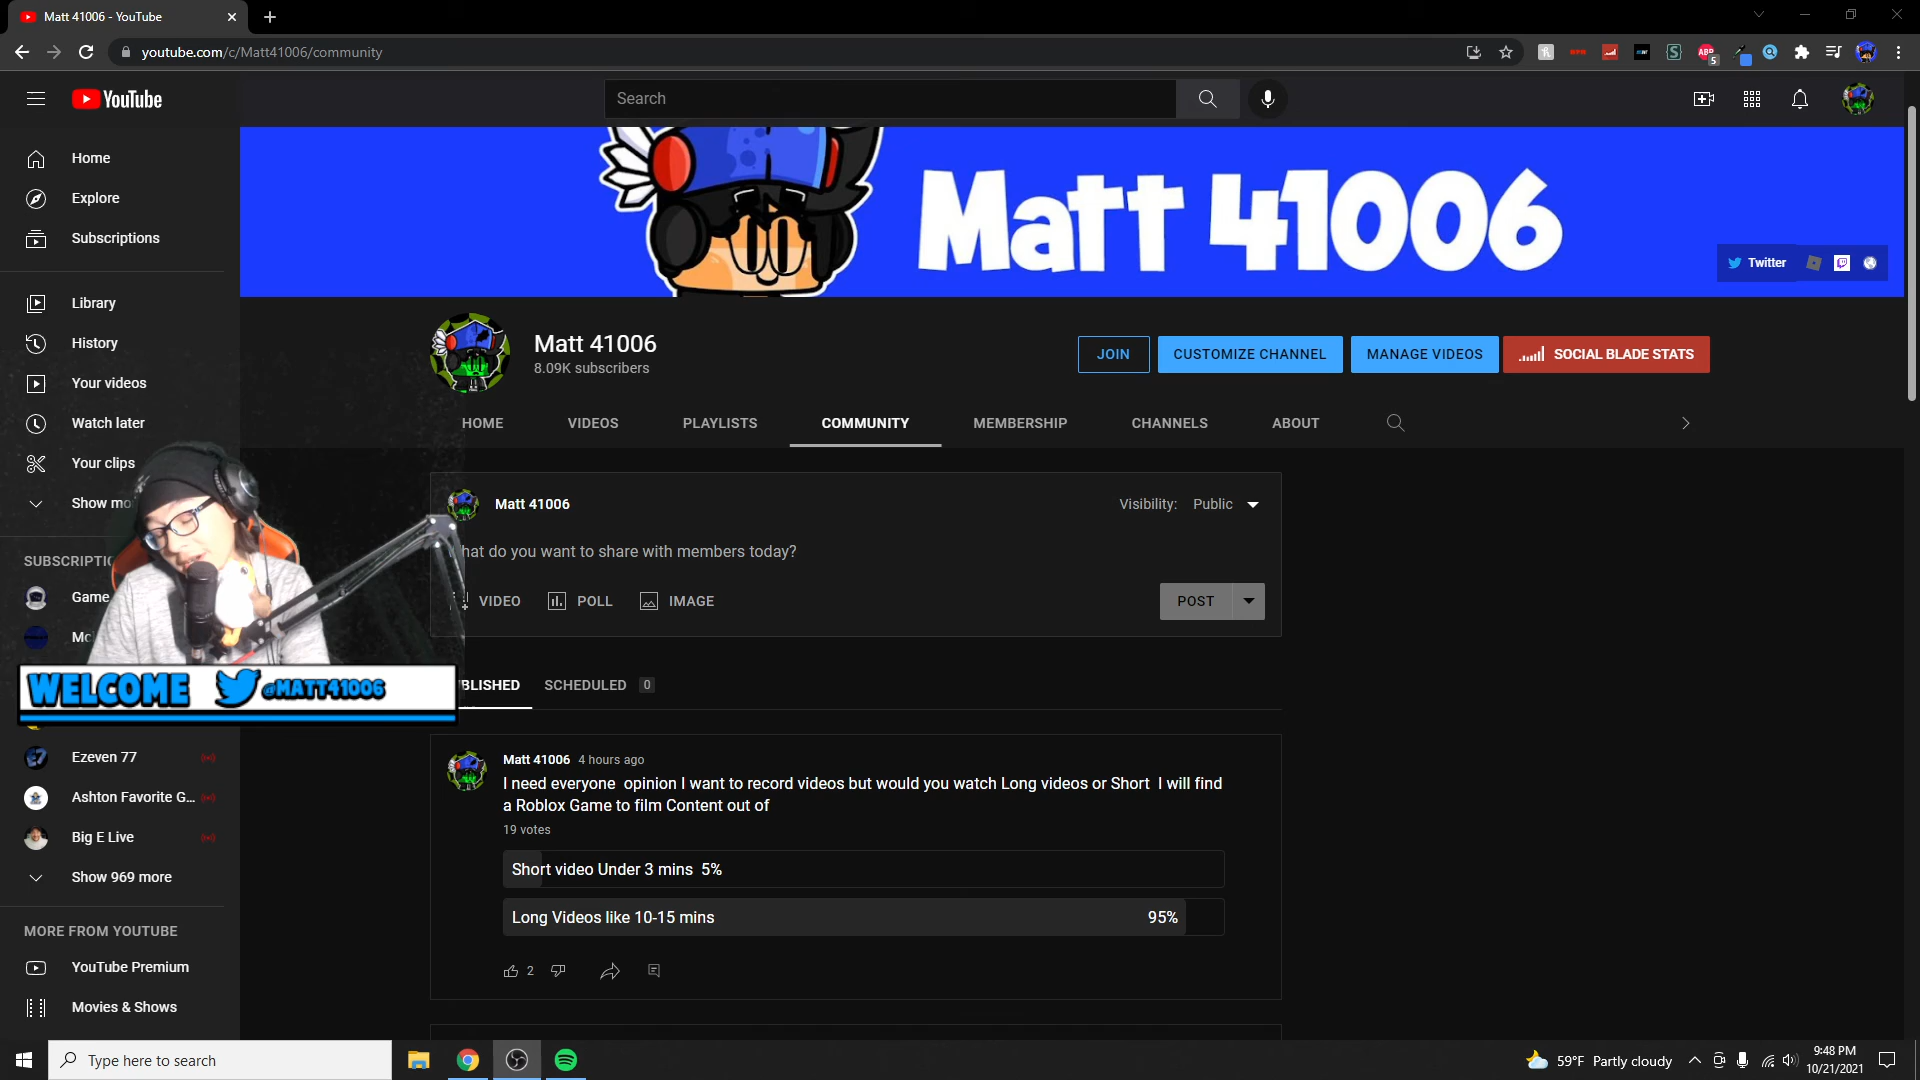 Matt 41006 - YouTube
youtube.com/c/Matt41006/community
YouTube
Search
Home
Explore
Subscriptions
Library
History
Your videos
Watch later
Your clips
Show mo
SUBSCRIPTIO
Game
Mc
Ezeven 77
Ashton Favorite G...
Big E Live
Show 969 more
MORE FROM YOUTUBE
YouTube Premium
Movies & Shows
WELCOME @MATT41006
Matt 41006
Twitter
Matt 41006
8.09K subscribers
JOIN CUSTOMIZE CHANNEL MANAGE VIDEOS SOCIAL BLADE STATS
HOME VIDEOS PLAYLISTS COMMUNITY MEMBERSHIP CHANNELS ABOUT
Matt 41006 Visibility: Public
hat do you want to share with members today?
VIDEO POLL IMAGE POST
BLISHED SCHEDULED 0
Matt 41006 4 hours ago
I need everyone opinion I want to record videos but would you watch Long videos or Short I will find
a Roblox Game to film Content out of
19 votes
Short video Under 3 mins 5%
Long Videos like 10-15 mins 95%
2
Type here to search
59°F Partly cloudy
9:48 PM
10/21/2021